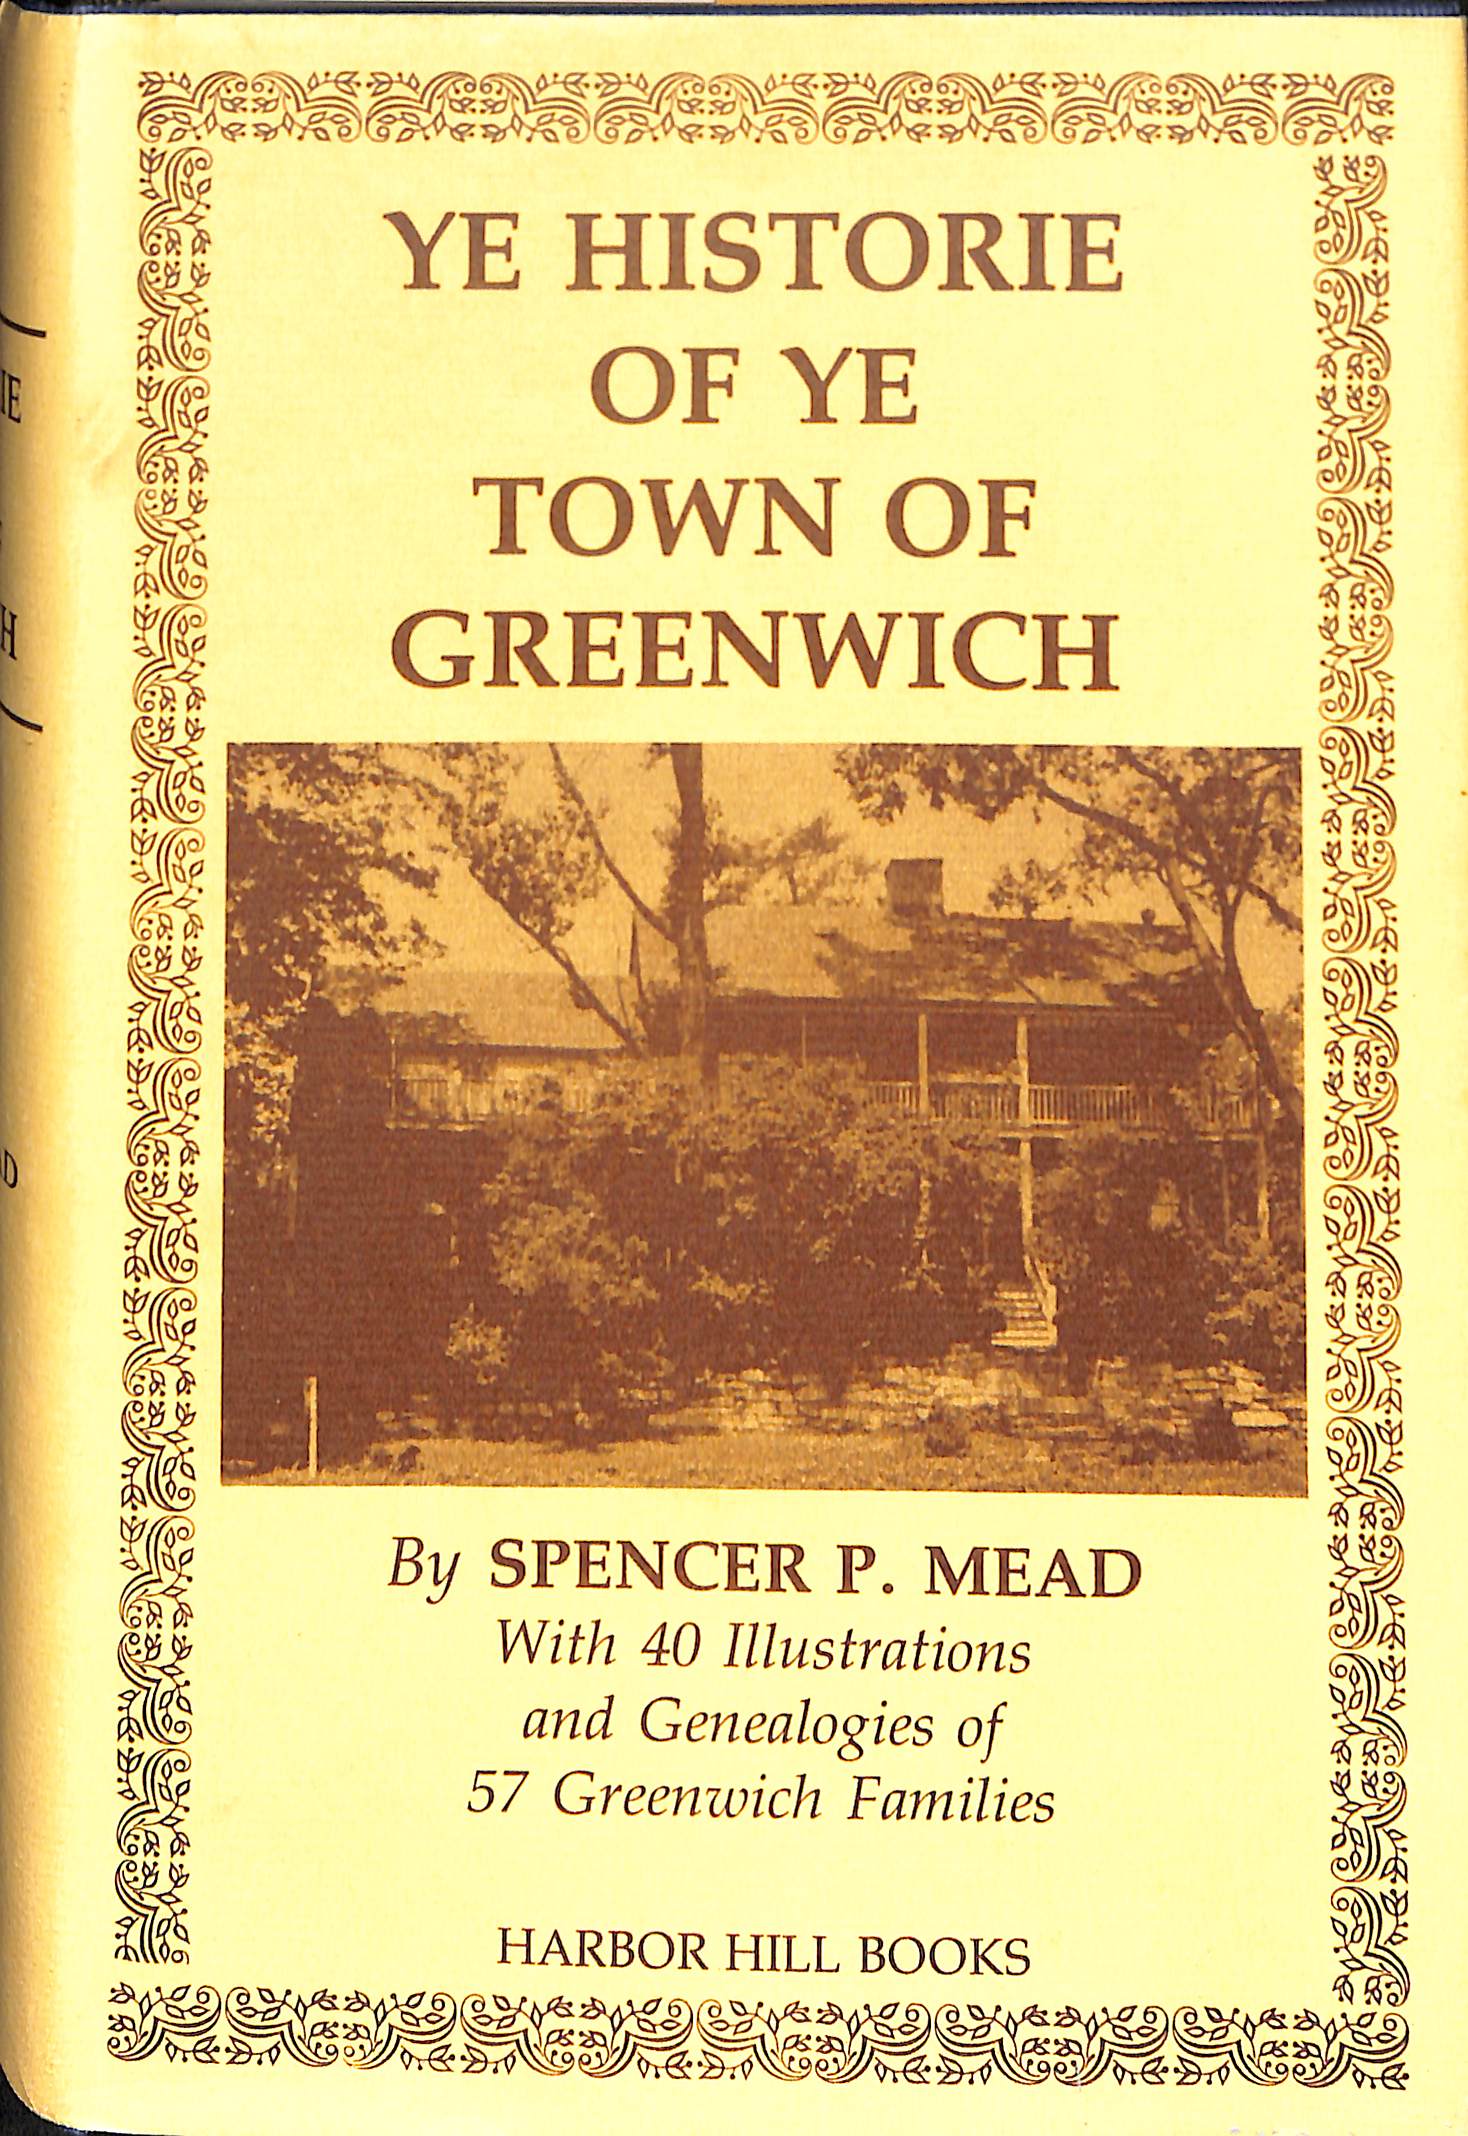 YE HISTORIE
OF YE
TOWN OF
GREENWICH
By SPENCER P. MEAD
With 40 Illustrations
and Genealogies of
57 Greenwich Families
HARBOR HILL BOOKS